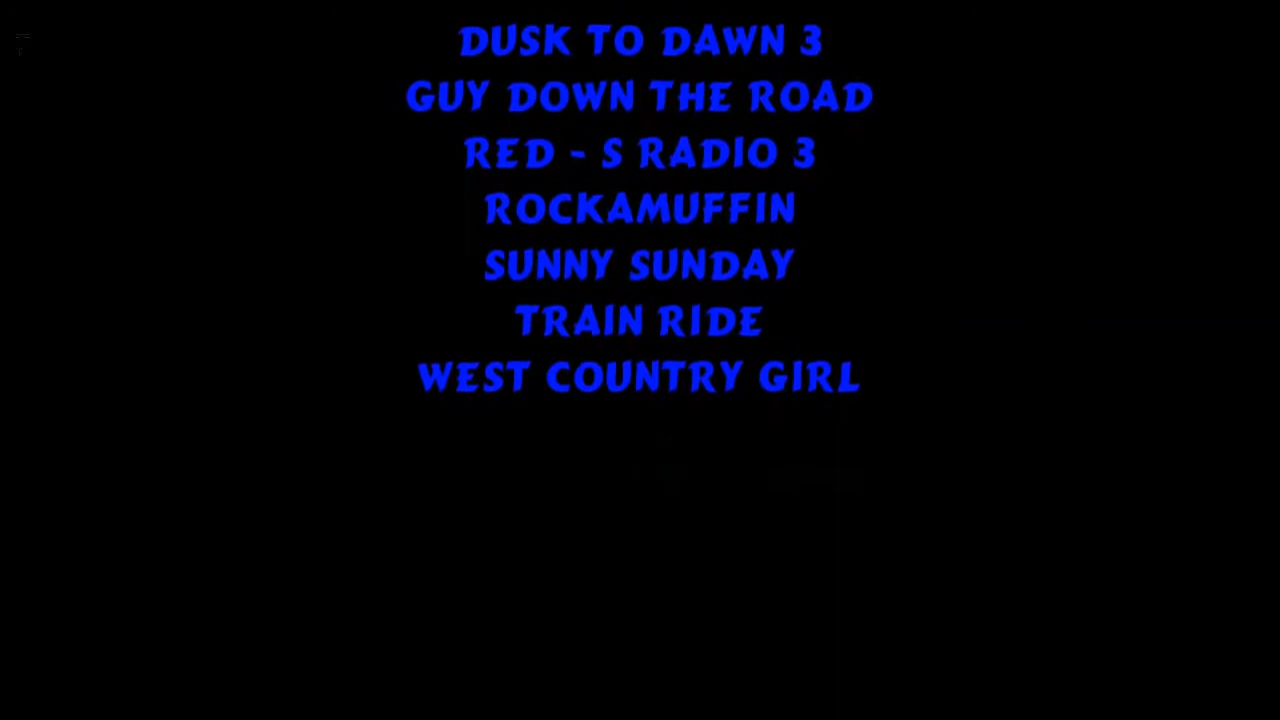 DUSK TO DAWN 3
GUY DOWN THE ROAD
RED - S RADIO 3
ROCKAMUFFIN
SUNNY SUNDAY
TRAIN RIDE
WEST COUNTRY GIRL